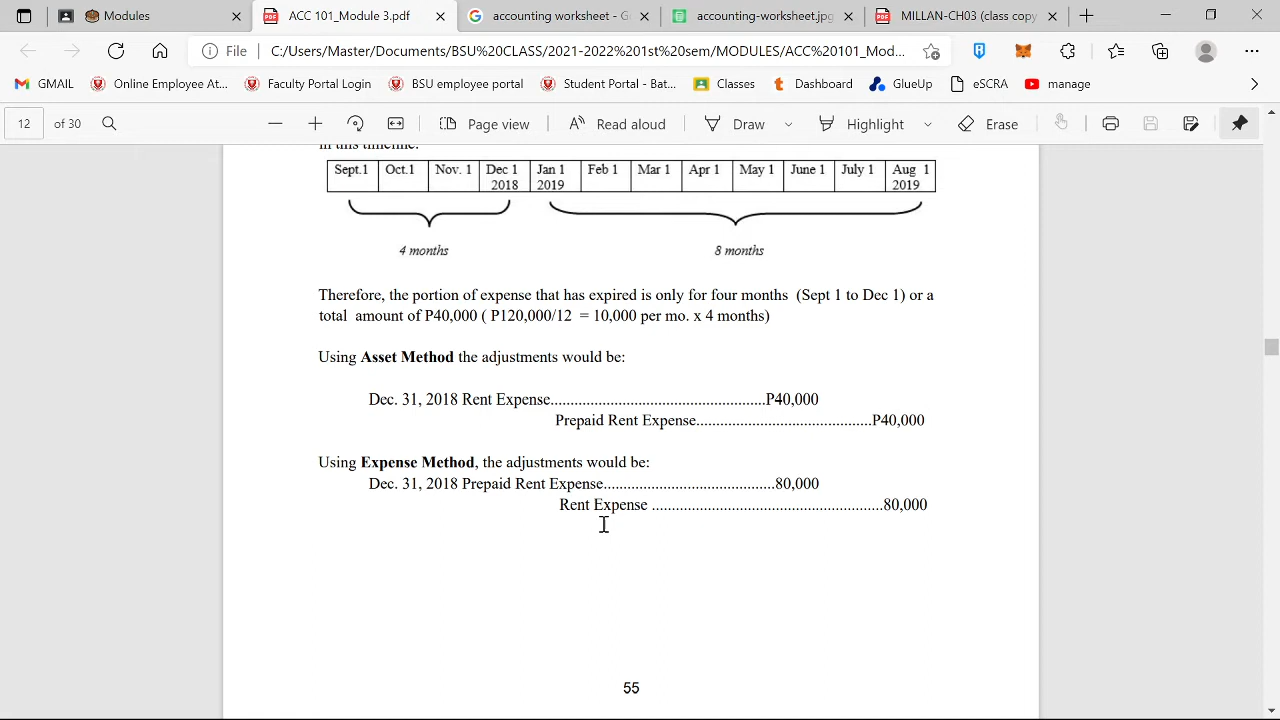 Modules
ACC 101_Module 3.pdf
accounting worksheet - G
accounting-worksheet.jpg
MILLAN-CH3 (class copy
File
C:/Users/Master/Documents/BSU%20CLASS/2021-2022%201st%20sem/MODULES/ACC%20101_Mod...
GMAIL
Online Employee At...
Faculty Portal Login
BSU employee portal
Student Portal - Bat...
Classes
Dashboard
GlueUp
eSCRA
manage
12
of 30
Page view
Read aloud
Draw
Highlight
Erase
in this timeline:
Sept.1 Oct.1 Nov. 1 Dec 1 Jan 1 Feb 1 Mar 1 Apr 1 May 1 June 1 July 1 Aug 1
2018 2019 2019
4 months
8 months
Therefore, the portion of expense that has expired is only for four months (Sept 1 to Dec 1) or a
total amount of P40,000 ( P120,000/12 = 10,000 per mo. x 4 months)
Using Asset Method the adjustments would be:
Dec. 31, 2018 Rent Expense......................................................P40,000
Prepaid Rent Expense............................................P40,000
Using Expense Method, the adjustments would be:
Dec. 31, 2018 Prepaid Rent Expense...........................................80,000
Rent Expense ..........................................................80,000
55